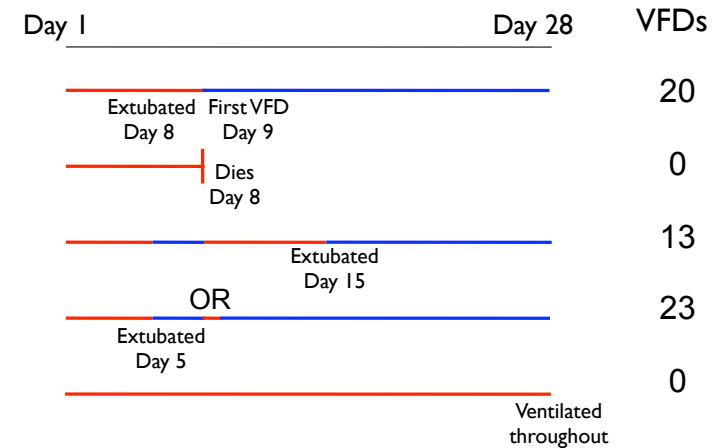 Day 1 Day 28 VFDs
20
Extubated First VFD
Day 8 Day 9
0
Dies
Day 8
13
Extubated
Day 15
OR
23
Extubated
Day 5
0
Ventilated
throughout